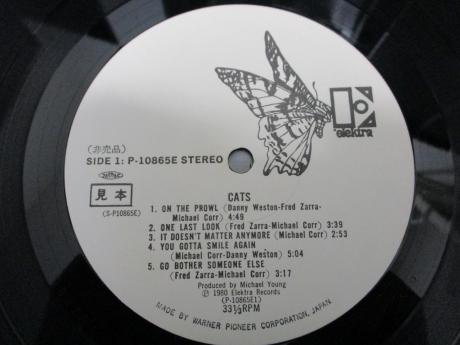 elektra
(非売品)
SIDE 1: P-10865E STEREO
見本
(S-P10865E)
CATS
1. ON THE PROWL (Danny Weston-Fred Zarra-
Michael Corr) 4:49
2. ONE LAST LOOK (Fred Zarra-Michael Corr) 3:39
3. IT DOESN'T MATTER ANYMORE (Michael Corr) 2:53
4. YOU GOTTA SMILE AGAIN
(Michael Corr-Danny Weston) 5:04
5. GO BOTHER SOMEONE ELSE
(Fred Zarra-Michael Corr) 3:17
Produced by Michael Young
℗ 1980 Elektra Records
(P-10865E1)
33⅓RPM
MADE BY WARNER PIONEER CORPORATION, JAPAN.